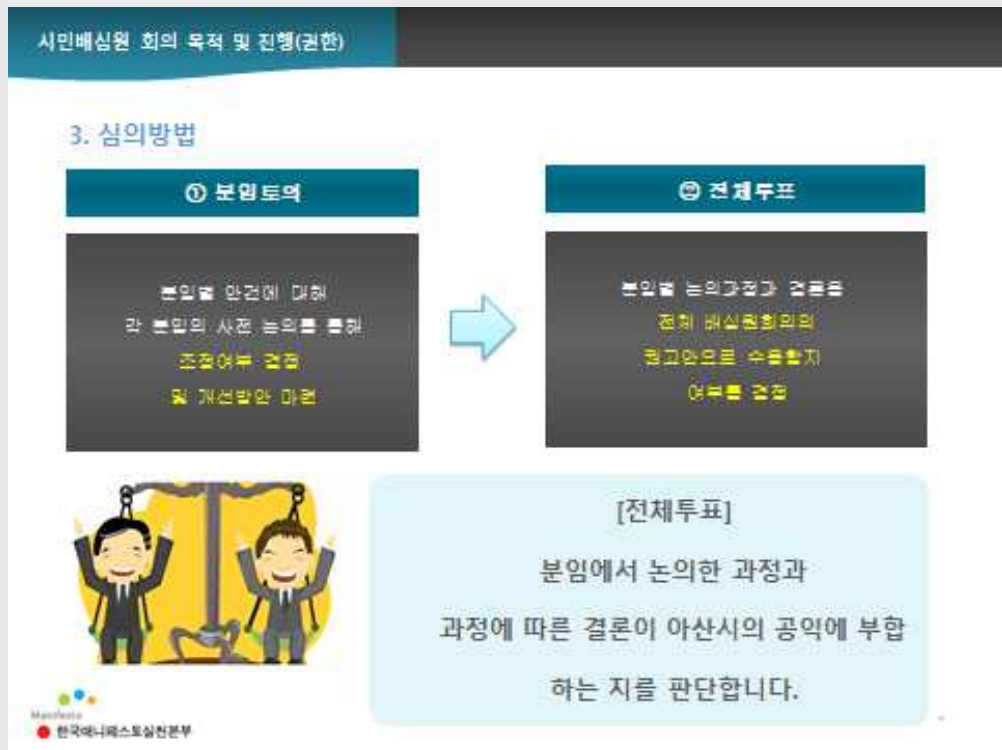 시민배심원 회의 목적 및 진행(권한)
3. 심의방법
① 분임토의
분임별 안건에 대해
각 분임의 사전 논의를 통해
조정여부 결정
및 개선방안 마련
② 전체투표
분임별 논의과정과 결론을
전체 배심원회의의
권고안으로 수용할지
여부를 결정
[전체투표]
분임에서 논의한 과정과
과정에 따른 결론이 아산시의 공익에 부합
하는 지를 판단합니다.
Manifesto
한국매니페스토실천본부